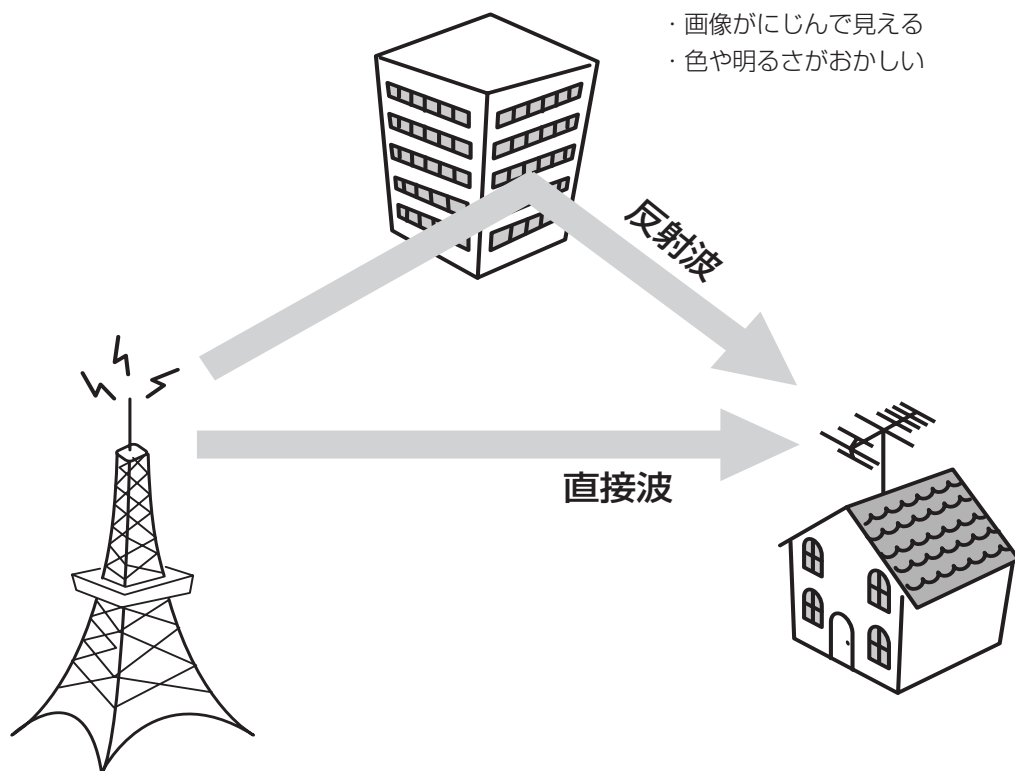 ・画像がにじんで見える
・色や明るさがおかしい
反射波
直接波